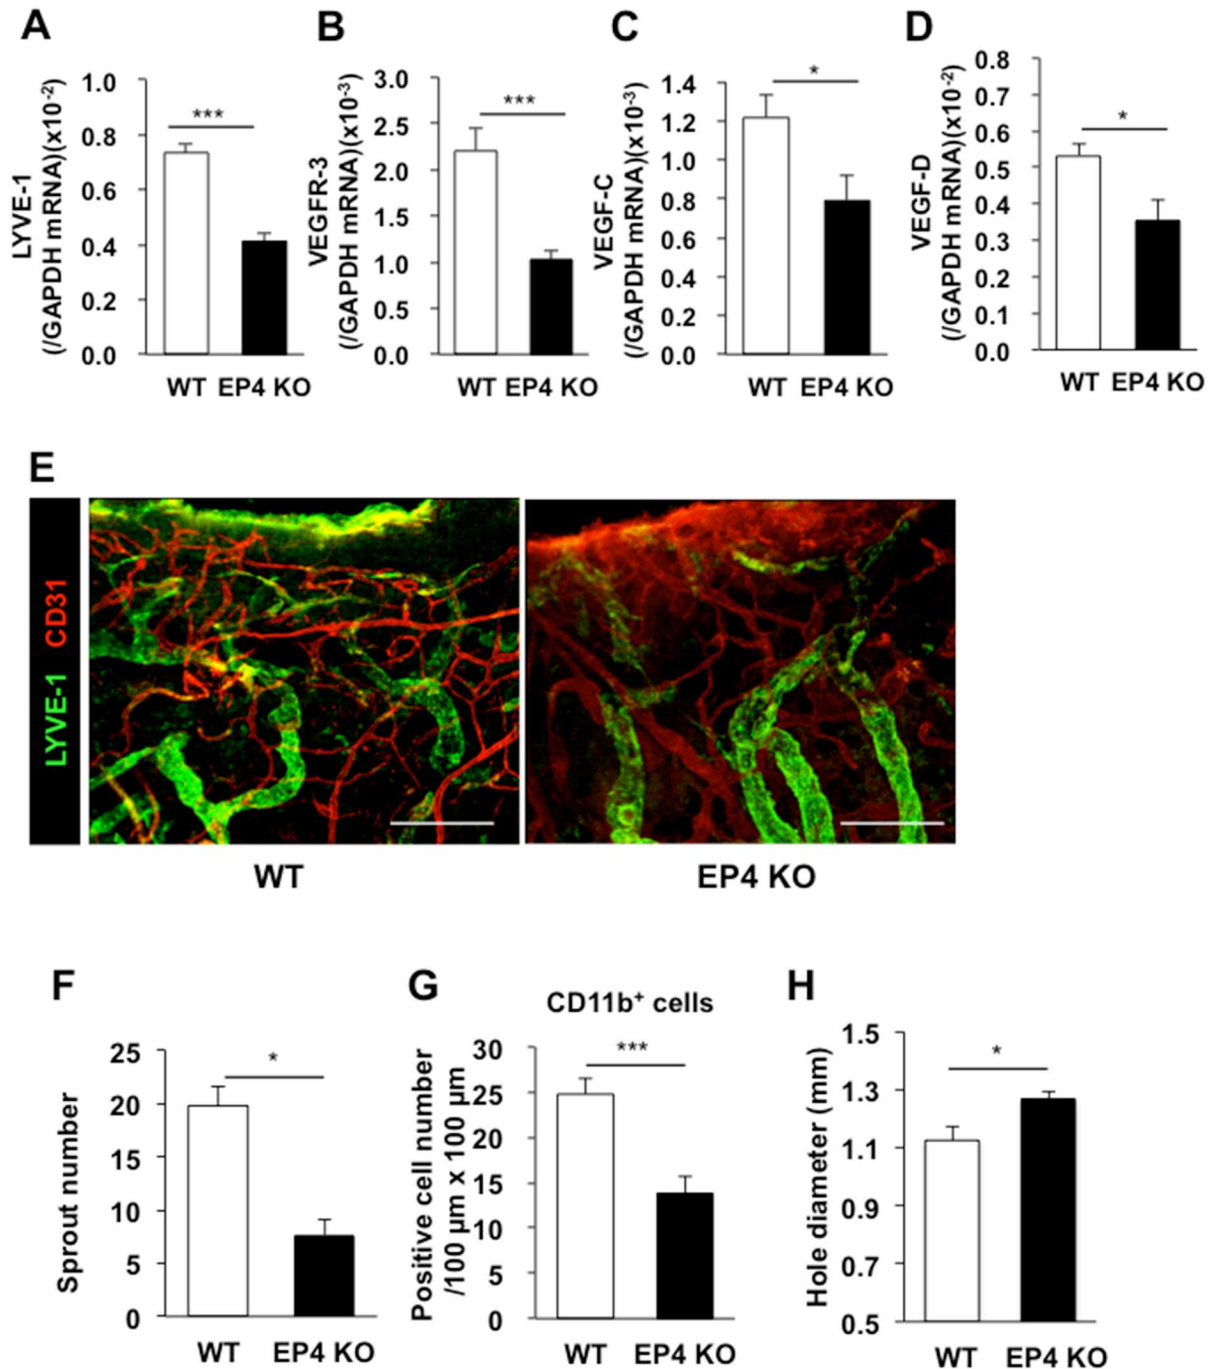 A
LYVE-1
(/GAPDH mRNA)(x10-2)
1.0
0.8
0.6
0.4
0.2
0.0
***
WT EP4 KO
B
VEGFR-3
(/GAPDH mRNA)(x10-3)
3.0
2.5
2.0
1.5
1.0
0.5
0.0
***
WT EP4 KO
C
VEGF-C
(/GAPDH mRNA)(x10-3)
1.4
1.2
1.0
0.8
0.6
0.4
0.2
0.0
*
WT EP4 KO
D
VEGF-D
(/GAPDH mRNA)(x10-2)
0.8
0.7
0.6
0.5
0.4
0.3
0.2
0.1
0.0
*
WT EP4 KO
E
LYVE-1 CD31
WT
EP4 KO
F
Sprout number
25
20
15
10
5
0
*
WT EP4 KO
G
CD11b+ cells
Positive cell number
/100 µm x 100 µm
30
25
20
15
10
5
0
***
WT EP4 KO
H
Hole diameter (mm)
1.5
1.3
1.1
0.9
0.7
0.5
*
WT EP4 KO